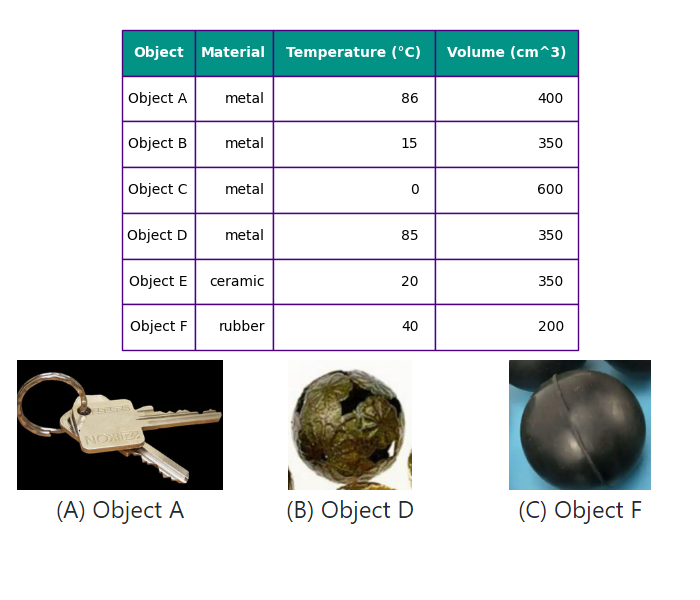 Object Material Temperature (°C) Volume (cm^3)
Object A metal 86 400
Object B metal 15 350
Object C metal 0 600
Object D metal 85 350
Object E ceramic 20 350
Object F rubber 40 200
(A) Object A (B) Object D (C) Object F